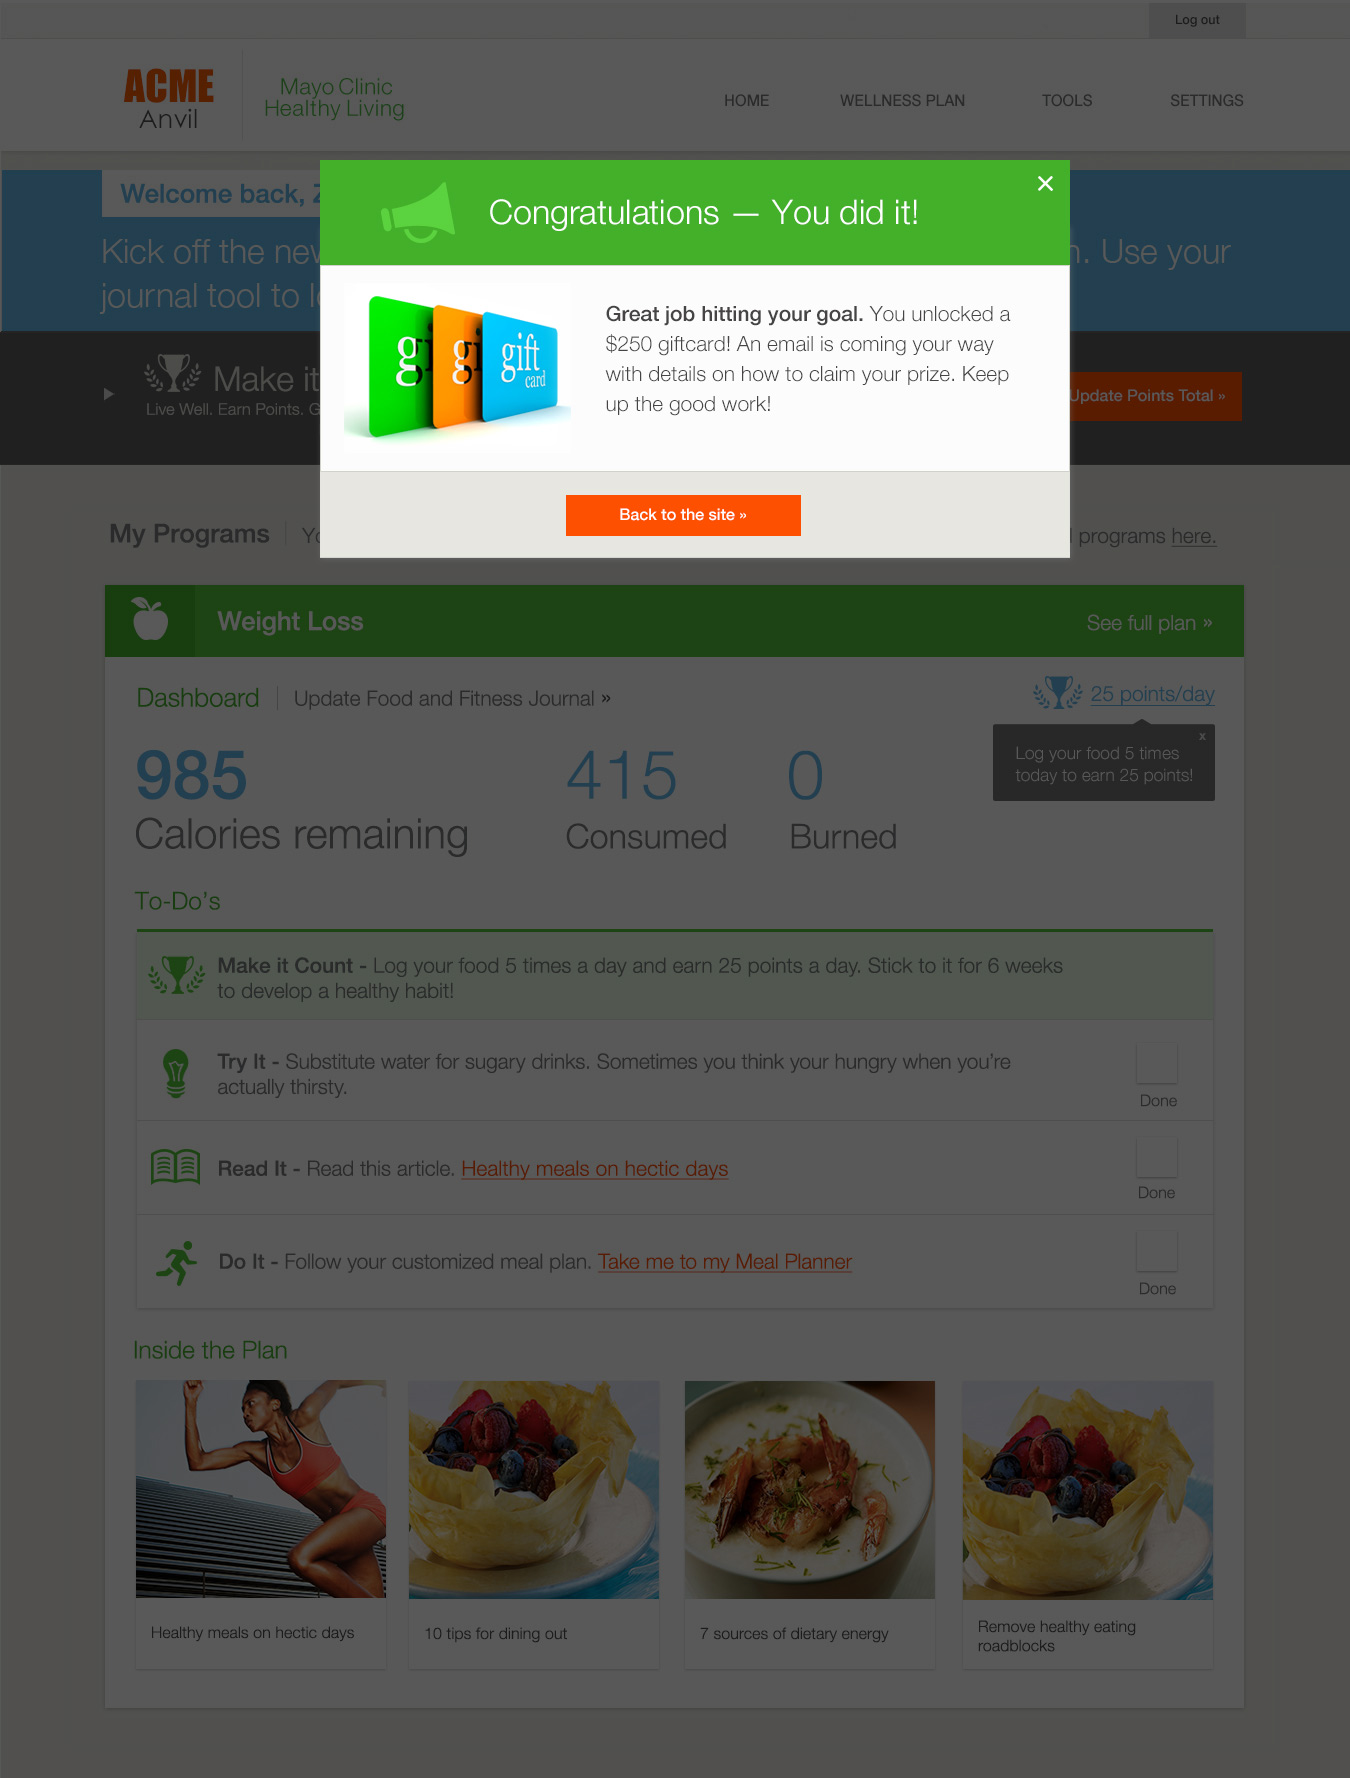 Log out
ACME
Anvil
Mayo Clinic
Healthy Living
HOME WELLNESS PLAN TOOLS SETTINGS
Welcome back,
Kick off the
Use your
journal tool to
Congratulations — You did it!
gift
card
Great job hitting your goal. You unlocked a
$250 giftcard! An email is coming your way
with details on how to claim your prize. Keep
up the good work!
Back to the site »
Make it
Live Well. Earn Points.
Update Points Total »
My Programs
programs here.
Weight Loss
See full plan »
Dashboard
Update Food and Fitness Journal »
25 points/day
x
Log your food 5 times
today to earn 25 points!
985 415 0
Calories remaining Consumed Burned
To-Do’s
Make it Count - Log your food 5 times a day and earn 25 points a day. Stick to it for 6 weeks
to develop a healthy habit!
Try It - Substitute water for sugary drinks. Sometimes you think your hungry when you’re
actually thirsty.
Done
Read It - Read this article. Healthy meals on hectic days
Done
Do It - Follow your customized meal plan. Take me to my Meal Planner
Done
Inside the Plan
Healthy meals on hectic days
10 tips for dining out
7 sources of dietary energy
Remove healthy eating
roadblocks